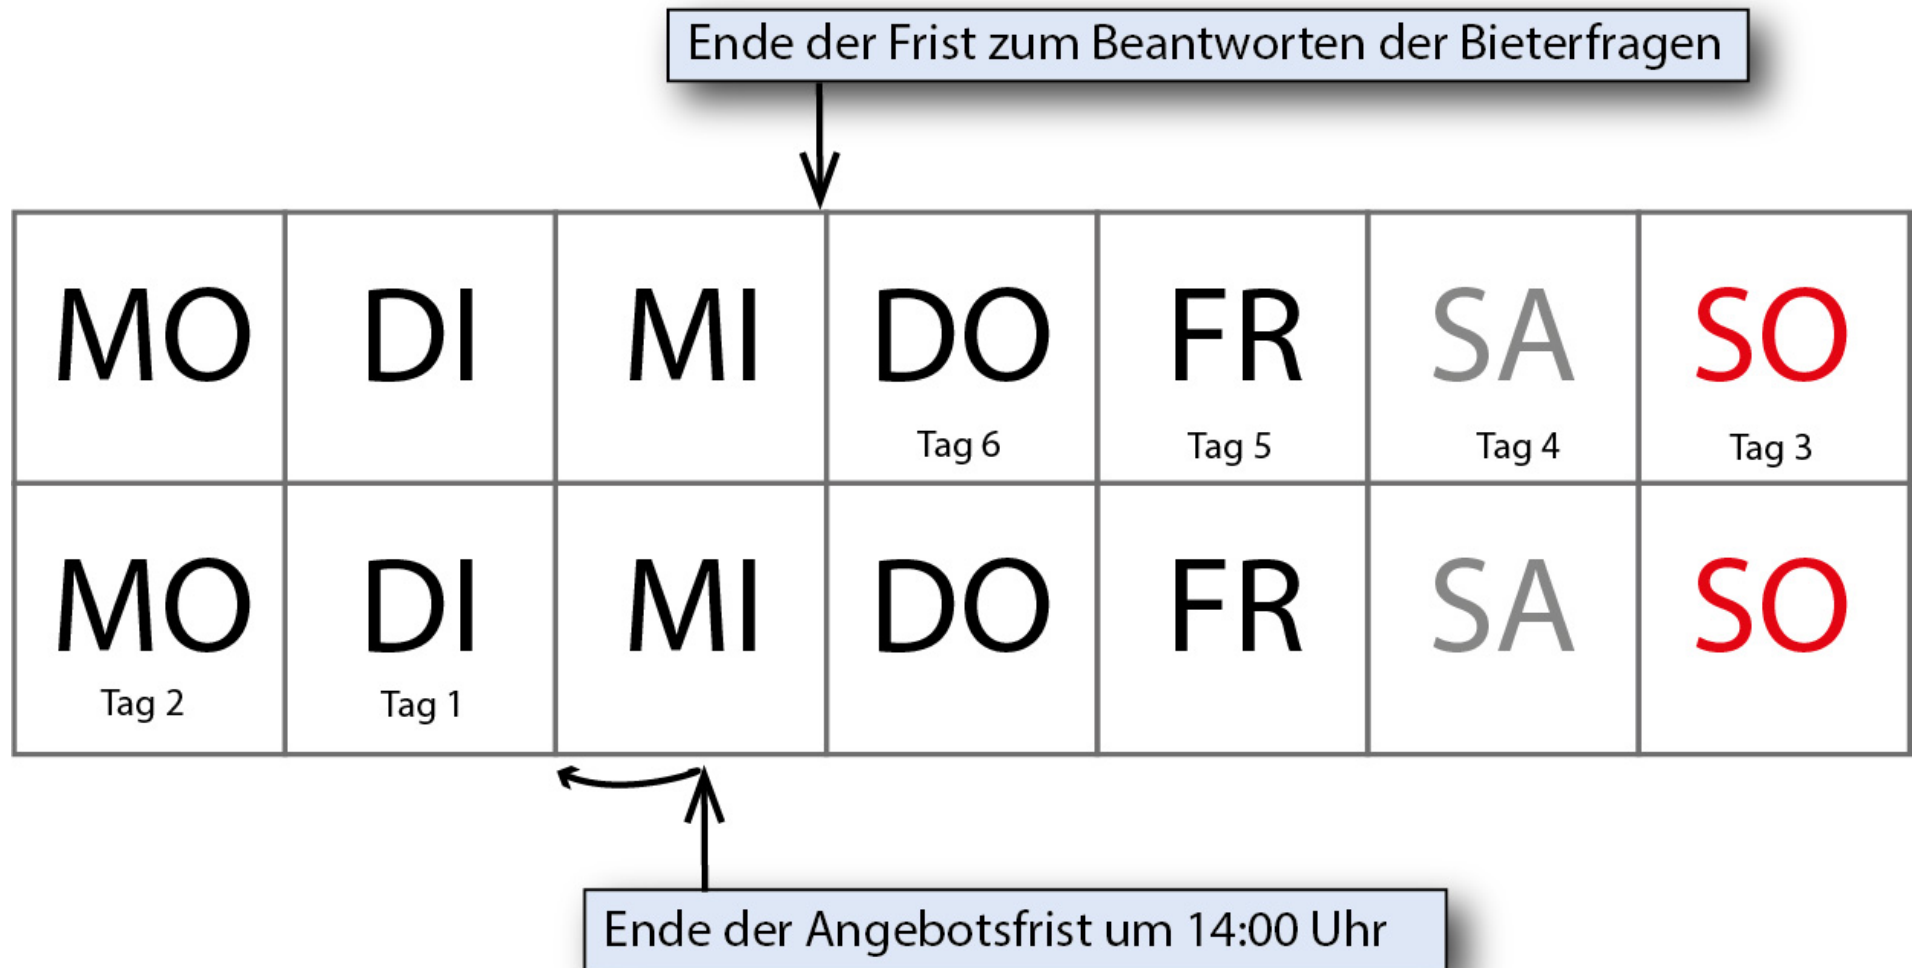 Ende der Frist zum Beantworten der Bieterfragen
MO DI MI DO FR SA SO
Tag 6 Tag 5 Tag 4 Tag 3
MO DI MI DO FR SA SO
Tag 2 Tag 1
Ende der Angebotsfrist um 14:00 Uhr